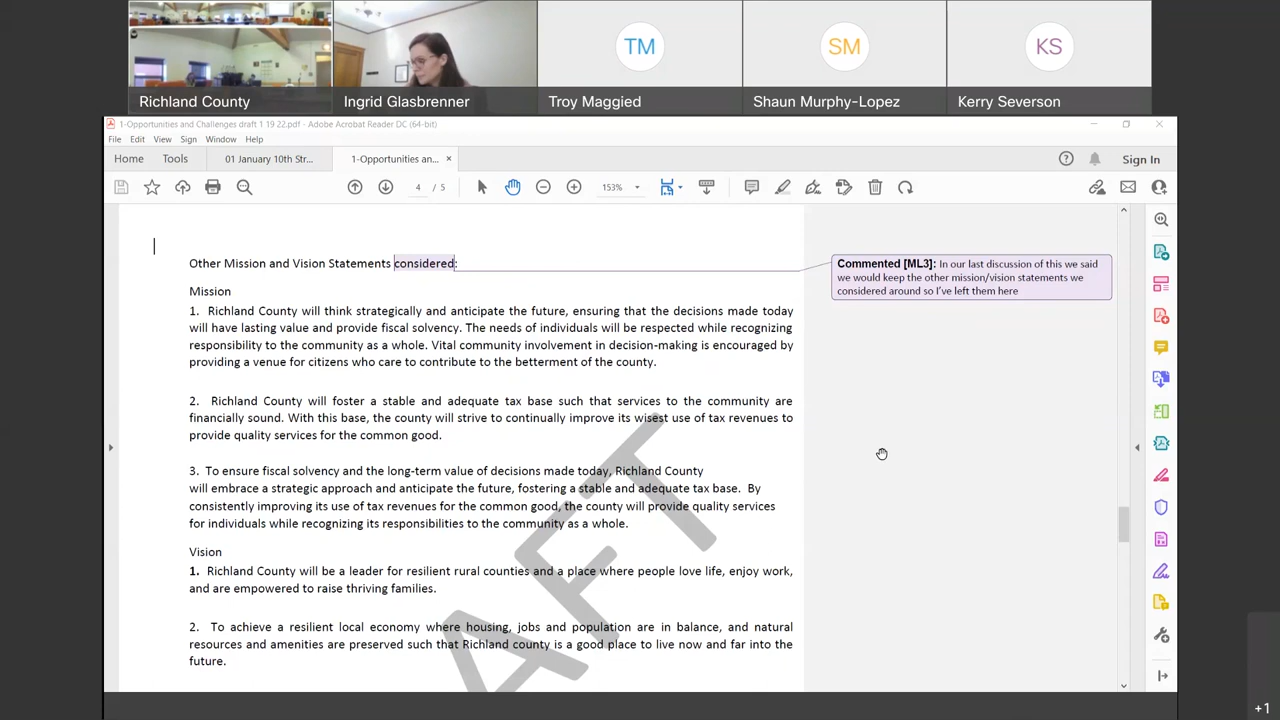 TM
SM
KS
Richland County
Ingrid Glasbrenner
Troy Maggied
Shaun Murphy-Lopez
Kerry Severson
1-Opportunities and Challenges draft 1 19 22.pdf - Adobe Acrobat Reader DC (64-bit)
File Edit View Sign Window Help
Home Tools 01 January 10th Str... 1-Opportunities an... × Sign In
4 / 5 153%
Other Mission and Vision Statements considered:
Commented [ML3]: In our last discussion of this we said
we would keep the other mission/vision statements we
considered around so I've left them here
Mission
1. Richland County will think strategically and anticipate the future, ensuring that the decisions made today
will have lasting value and provide fiscal solvency. The needs of individuals will be respected while recognizing
responsibility to the community as a whole. Vital community involvement in decision-making is encouraged by
providing a venue for citizens who care to contribute to the betterment of the county.
2. Richland County will foster a stable and adequate tax base such that services to the community are
financially sound. With this base, the county will strive to continually improve its wisest use of tax revenues to
provide quality services for the common good.
3. To ensure fiscal solvency and the long-term value of decisions made today, Richland County
will embrace a strategic approach and anticipate the future, fostering a stable and adequate tax base. By
consistently improving its use of tax revenues for the common good, the county will provide quality services
for individuals while recognizing its responsibilities to the community as a whole.
Vision
1. Richland County will be a leader for resilient rural counties and a place where people love life, enjoy work,
and are empowered to raise thriving families.
2. To achieve a resilient local economy where housing, jobs and population are in balance, and natural
resources and amenities are preserved such that Richland county is a good place to live now and far into the
future.
AFT
+1